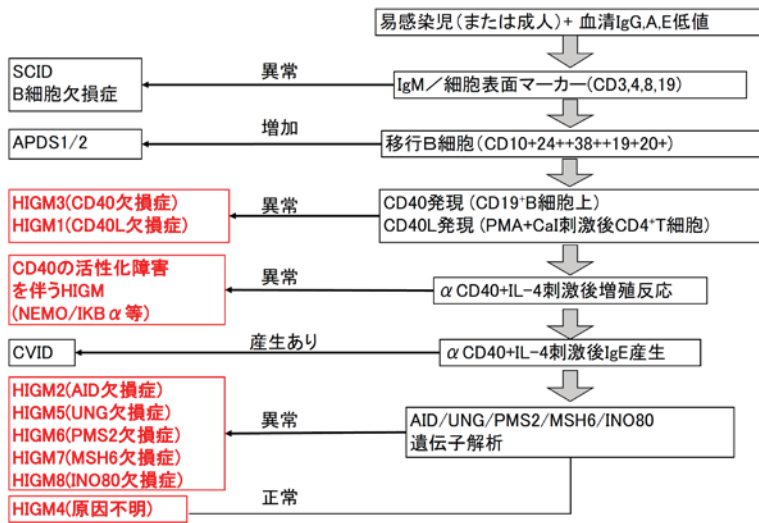 易感染児(または成人)+ 血清IgG,A,E低値
SCID
B細胞欠損症
異常
IgM/細胞表面マーカー(CD3,4,8,19)
APDS1/2
増加
移行B細胞(CD10+24++38++19+20+)
HIGM3(CD40欠損症)
HIGM1(CD40L欠損症)
異常
CD40発現 (CD19⁺B細胞上)
CD40L発現 (PMA+CaI刺激後CD4⁺T細胞)
CD40の活性化障害
を伴うHIGM
(NEMO/IKBα等)
異常
αCD40+IL-4刺激後増殖反応
CVID
産生あり
αCD40+IL-4刺激後IgE産生
HIGM2(AID欠損症)
HIGM5(UNG欠損症)
HIGM6(PMS2欠損症)
HIGM7(MSH6欠損症)
HIGM8(INO80欠損症)
異常
AID/UNG/PMS2/MSH6/INO80
遺伝子解析
HIGM4(原因不明)
正常